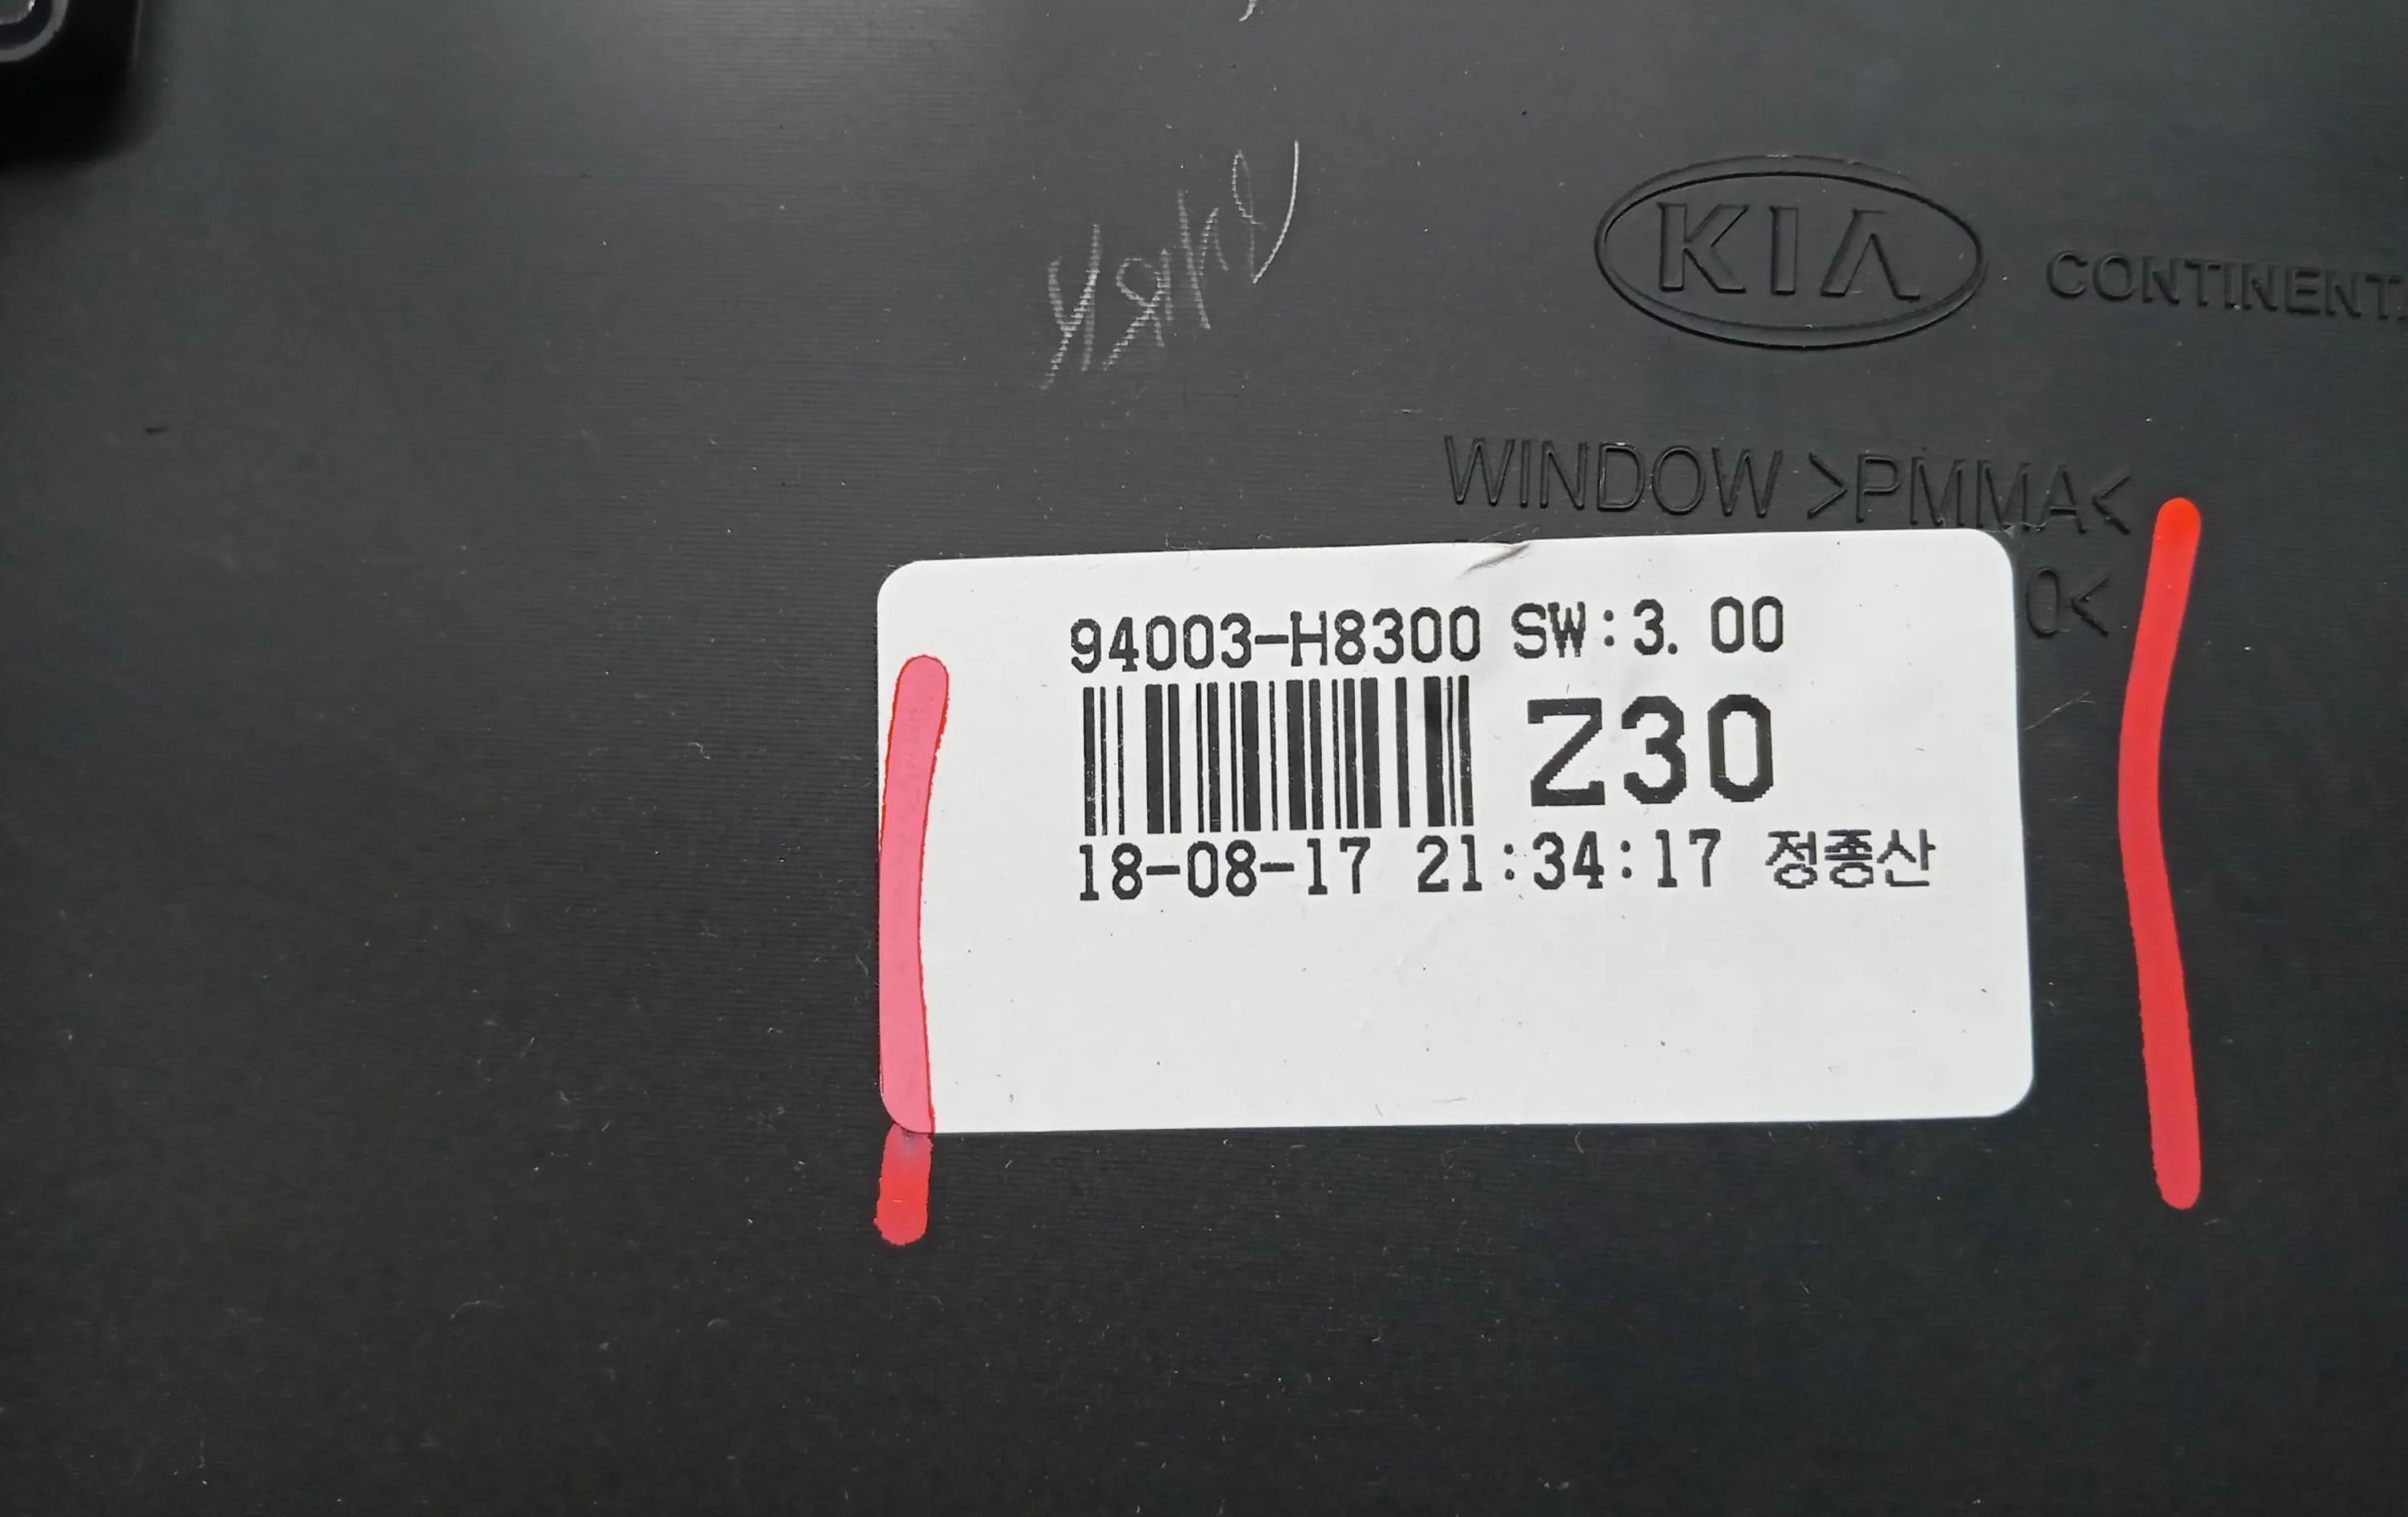 KIA
CONTINENT
WINDOW >PMMA<
0<
94003-H8300 SW:3.00
Z30
18-08-17 21:34:17 정종산